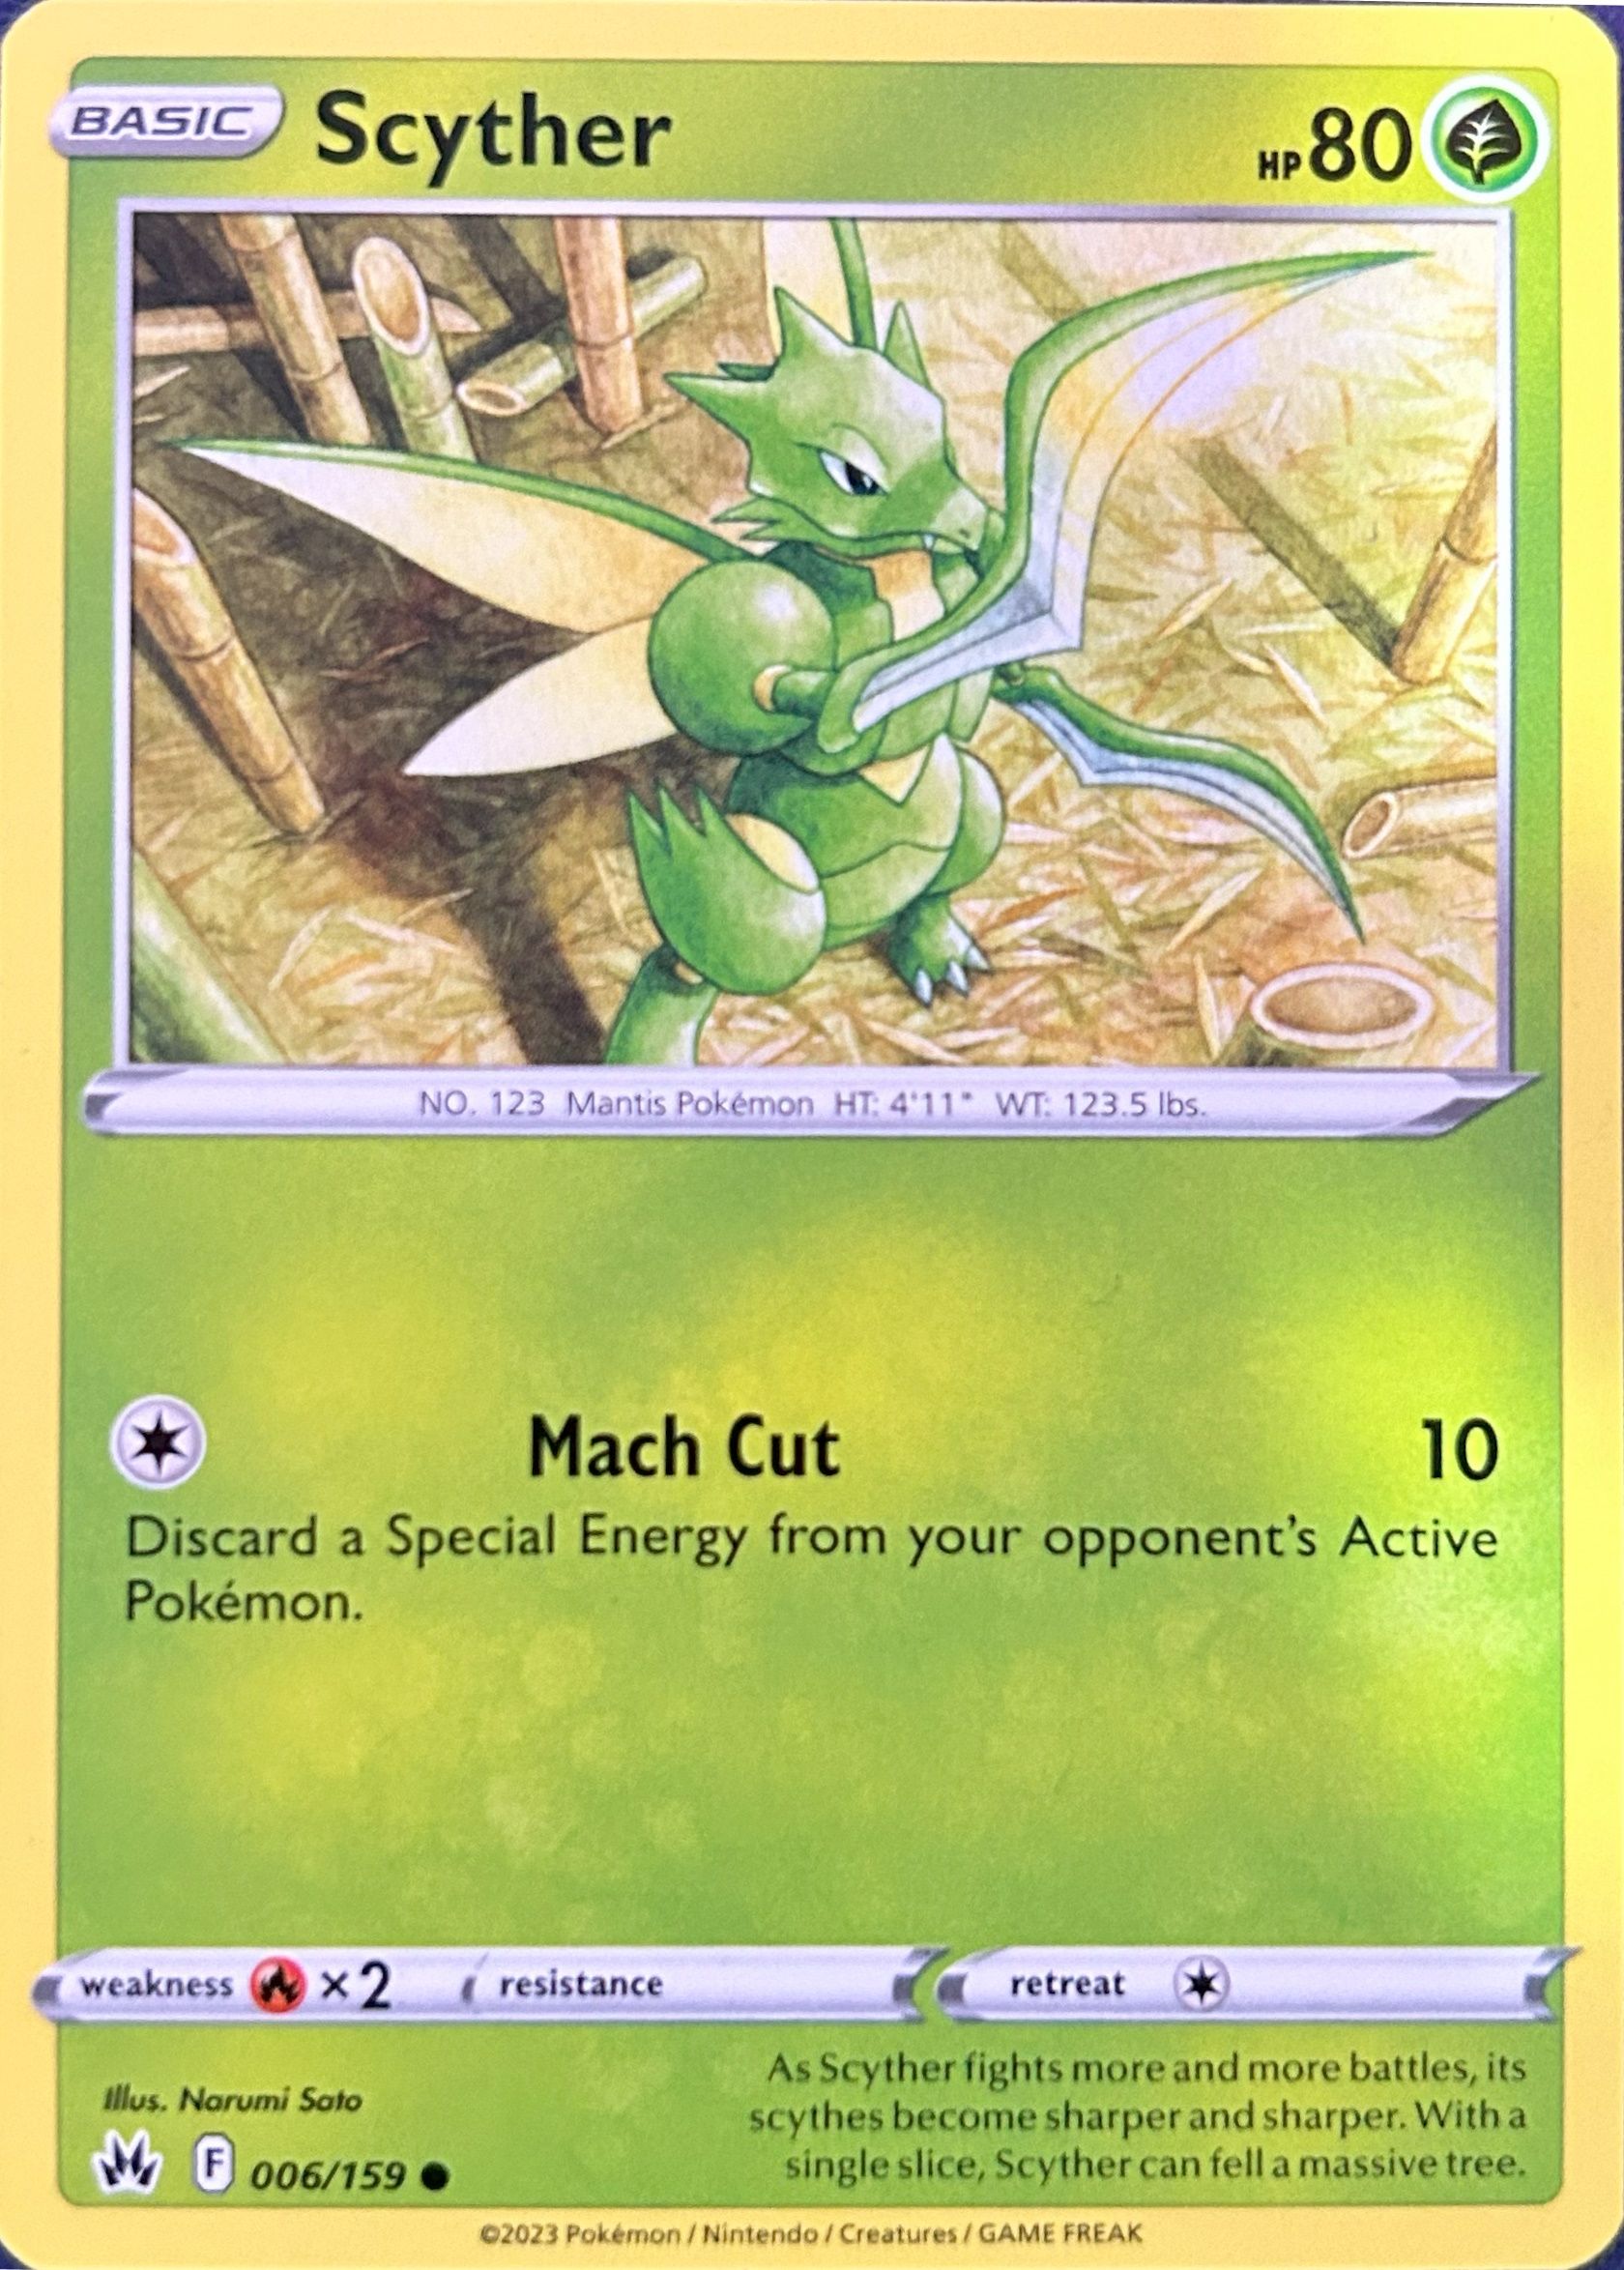 BASIC Scyther HP 80
NO. 123 Mantis Pokémon HT: 4'11" WT: 123.5 lbs.
Mach Cut 10
Discard a Special Energy from your opponent's Active
Pokémon.
weakness ×2 resistance retreat
Illus. Narumi Sato
F 006/159
As Scyther fights more and more battles, its
scythes become sharper and sharper. With a
single slice, Scyther can fell a massive tree.
©2023 Pokémon / Nintendo / Creatures / GAME FREAK